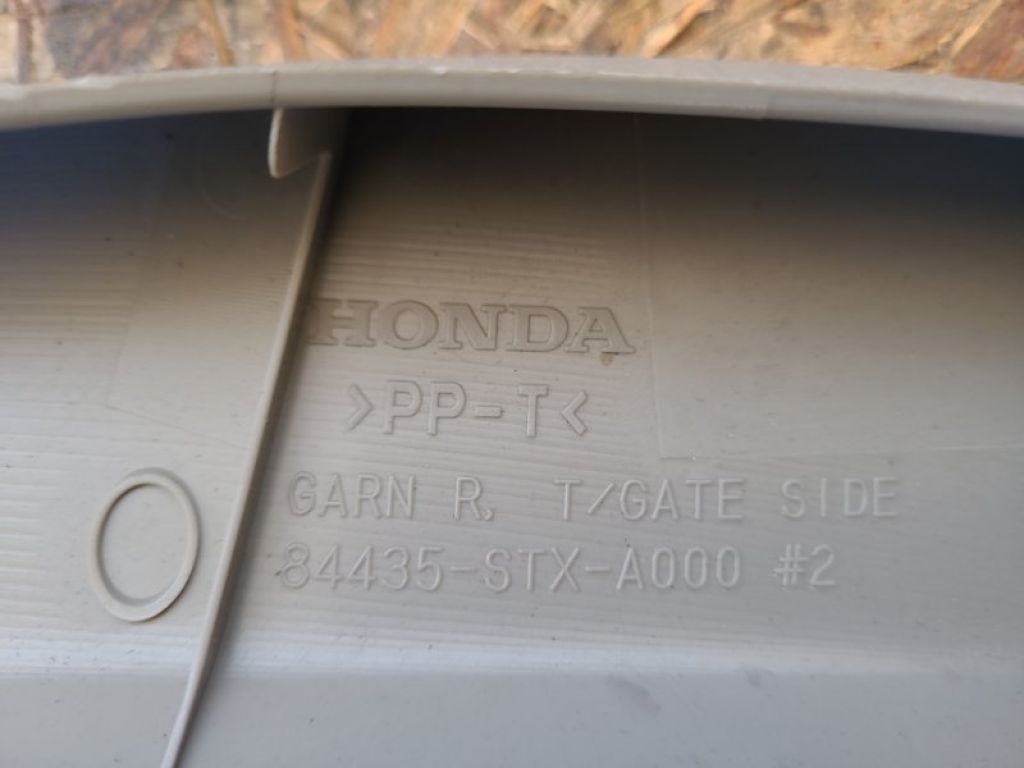 HONDA
>PP-T<
GARN R, T/GATE SIDE
84435-STX-A000 #2